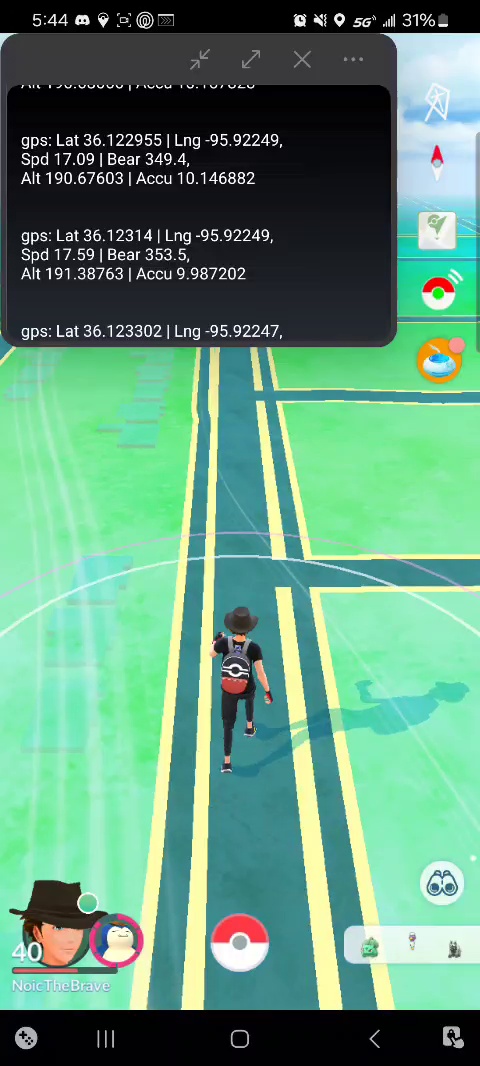 5:44
5G
31%
gps: Lat 36.122955 | Lng -95.92249,
Spd 17.09 | Bear 349.4,
Alt 190.67603 | Accu 10.146882
gps: Lat 36.12314 | Lng -95.92249,
Spd 17.59 | Bear 353.5,
Alt 191.38763 | Accu 9.987202
gps: Lat 36.123302 | Lng -95.92247,
40
NoicTheBrave